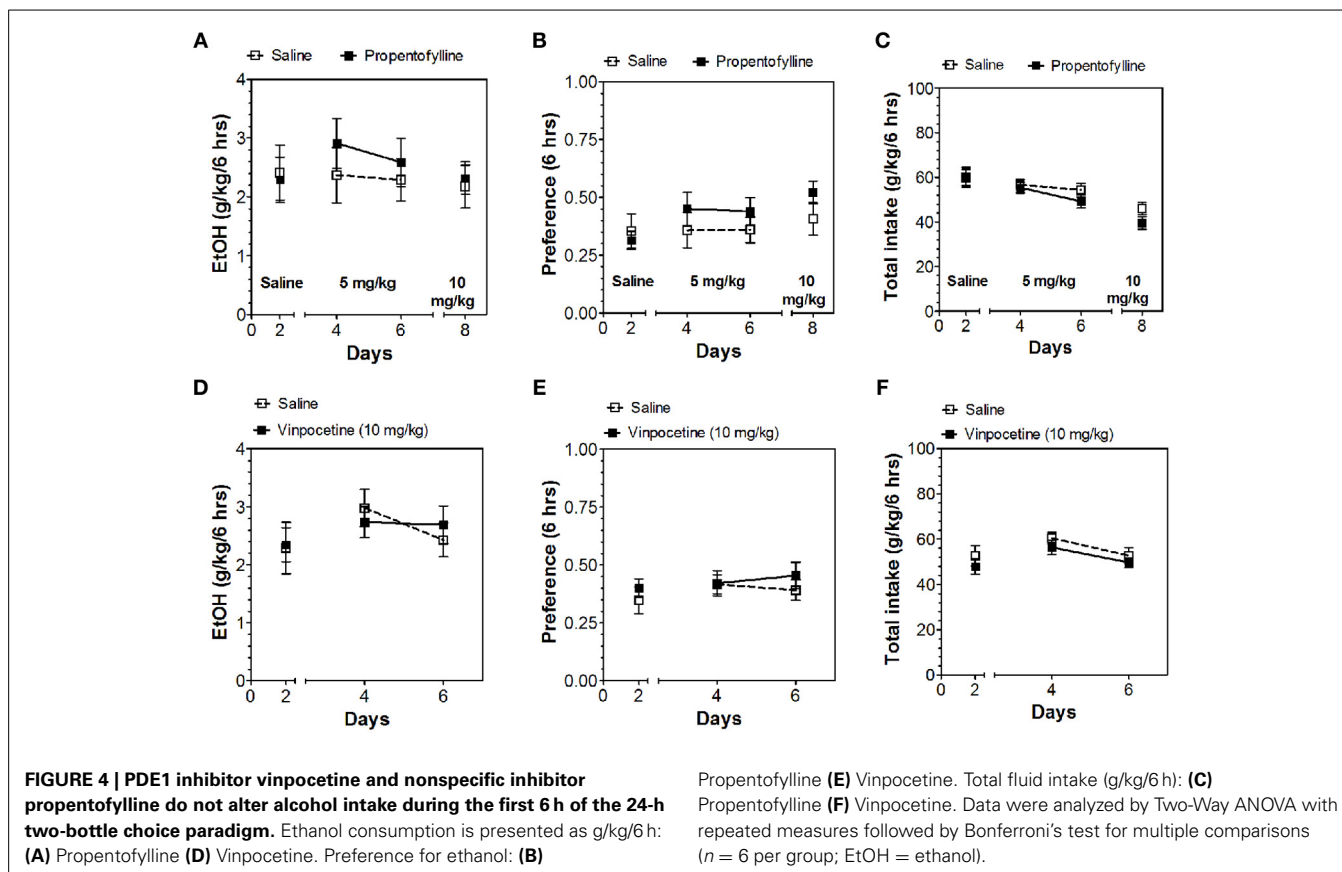 A
Saline Propentofylline
EtOH (g/kg/6 hrs)
4
3
2
1
0
Saline 5 mg/kg 10
mg/kg
0 2 4 6 8
Days
B
Saline Propentofylline
Preference (6 hrs)
1.00
0.75
0.50
0.25
0.00
Saline 5 mg/kg 10
mg/kg
0 2 4 6 8
Days
C
Saline Propentofylline
Total intake (g/kg/6 hrs)
100
80
60
40
20
0
Saline 5 mg/kg 10
mg/kg
0 2 4 6 8
Days
D
Saline
Vinpocetine (10 mg/kg)
EtOH (g/kg/6 hrs)
4
3
2
1
0
0 2 4 6
Days
E
Saline
Vinpocetine (10 mg/kg)
Preference (6 hrs)
1.00
0.75
0.50
0.25
0.00
0 2 4 6
Days
F
Saline
Vinpocetine (10 mg/kg)
Total intake (g/kg/6 hrs)
100
80
60
40
20
0
0 2 4 6
Days
FIGURE 4 | PDE1 inhibitor vinpocetine and nonspecific inhibitor
propentofylline do not alter alcohol intake during the first 6 h of the 24-h
two-bottle choice paradigm. Ethanol consumption is presented as g/kg/6 h:
(A) Propentofylline (D) Vinpocetine. Preference for ethanol: (B)
Propentofylline (E) Vinpocetine. Total fluid intake (g/kg/6 h): (C)
Propentofylline (F) Vinpocetine. Data were analyzed by Two-Way ANOVA with
repeated measures followed by Bonferroni's test for multiple comparisons
(n = 6 per group; EtOH = ethanol).